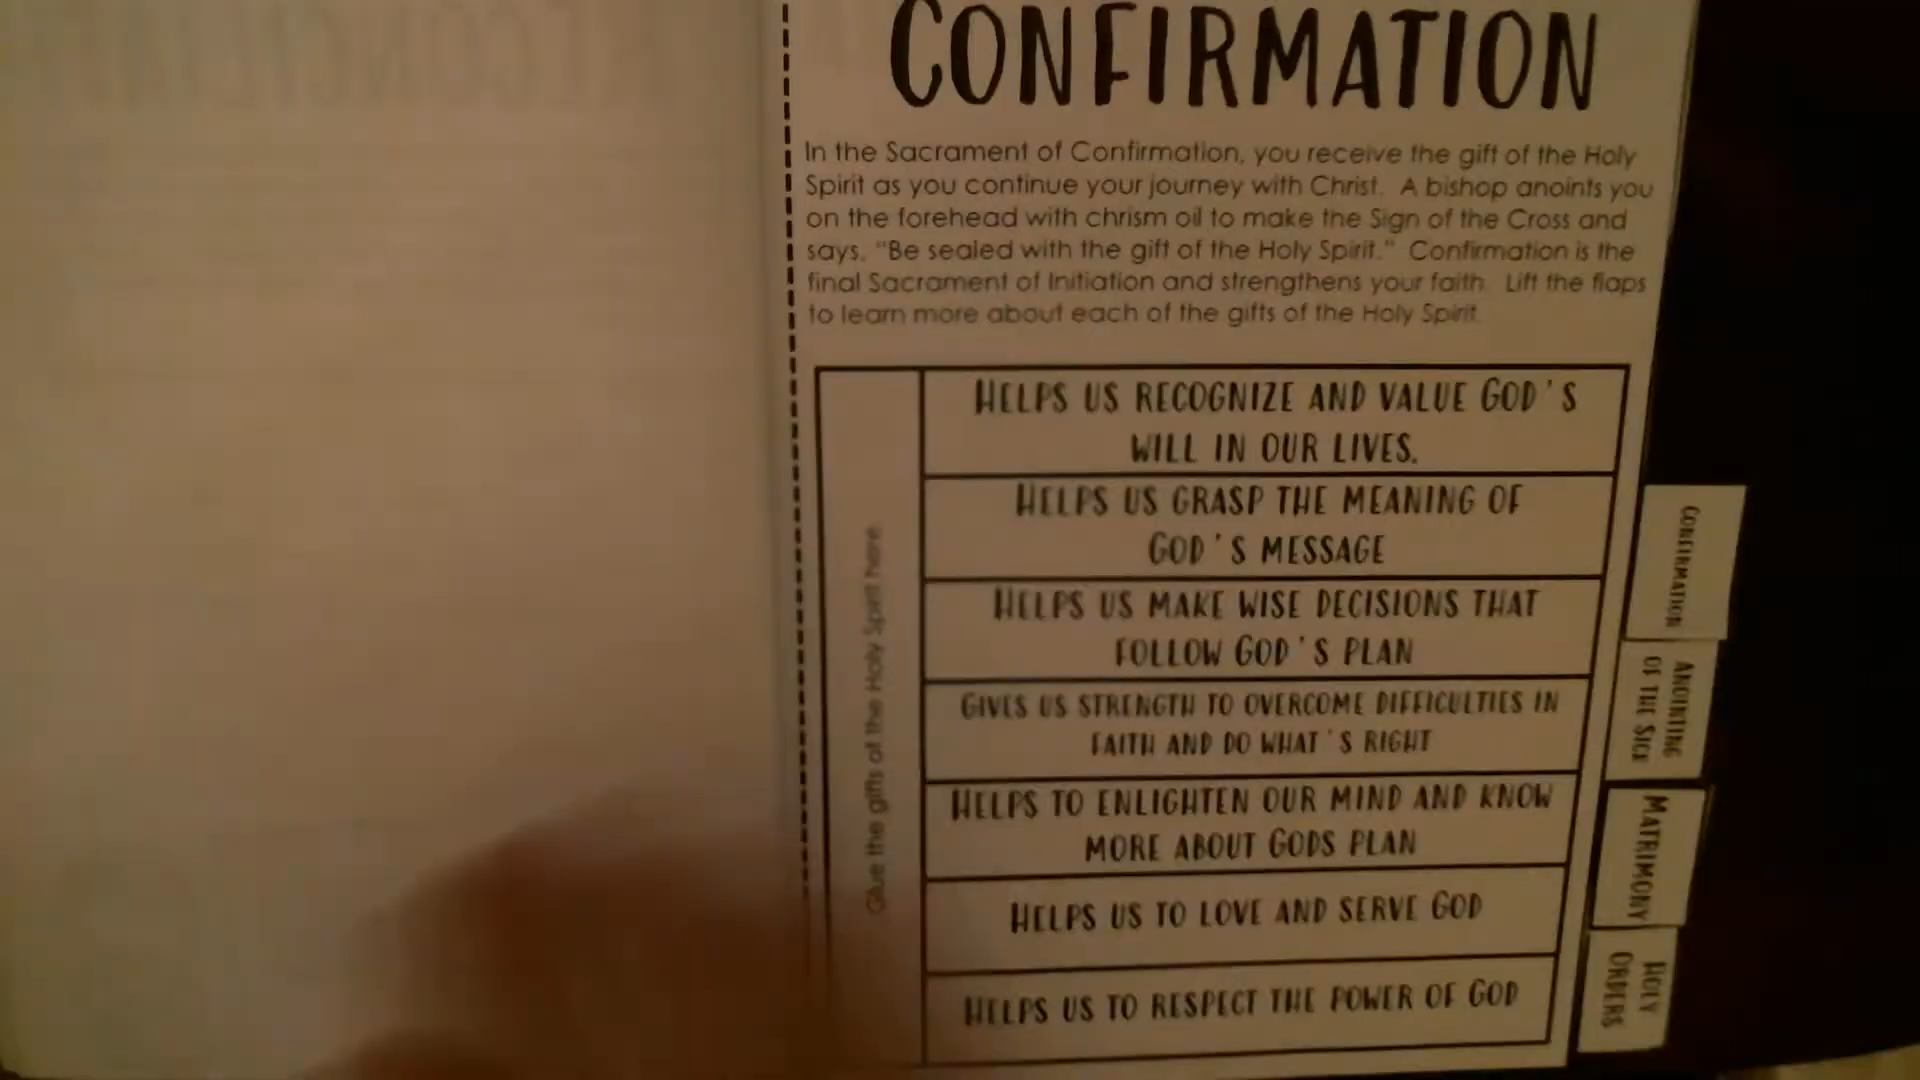 CONFIRMATION
In the Sacrament of Confirmation, you receive the gift of the Holy
Spirit as you continue your journey with Christ. A bishop anoints you
on the forehead with chrism oil to make the Sign of the Cross and
says, "Be sealed with the gift of the Holy Spirit." Confirmation is the
final Sacrament of Initiation and strengthens your faith. Lift the flaps
to learn more about each of the gifts of the Holy Spirit.
Glue the gifts of the Holy Spirit here
HELPS US RECOGNIZE AND VALUE GOD'S
WILL IN OUR LIVES.
HELPS US GRASP THE MEANING OF
GOD'S MESSAGE
HELPS US MAKE WISE DECISIONS THAT
FOLLOW GOD'S PLAN
GIVES US STRENGTH TO OVERCOME DIFFICULTIES IN
FAITH AND DO WHAT'S RIGHT
HELPS TO ENLIGHTEN OUR MIND AND KNOW
MORE ABOUT GODS PLAN
HELPS US TO LOVE AND SERVE GOD
HELPS US TO RESPECT THE POWER OF GOD
CONFIRMATION
ANOINTING
OF THE SICK
MATRIMONY
HOLY
ORDERS